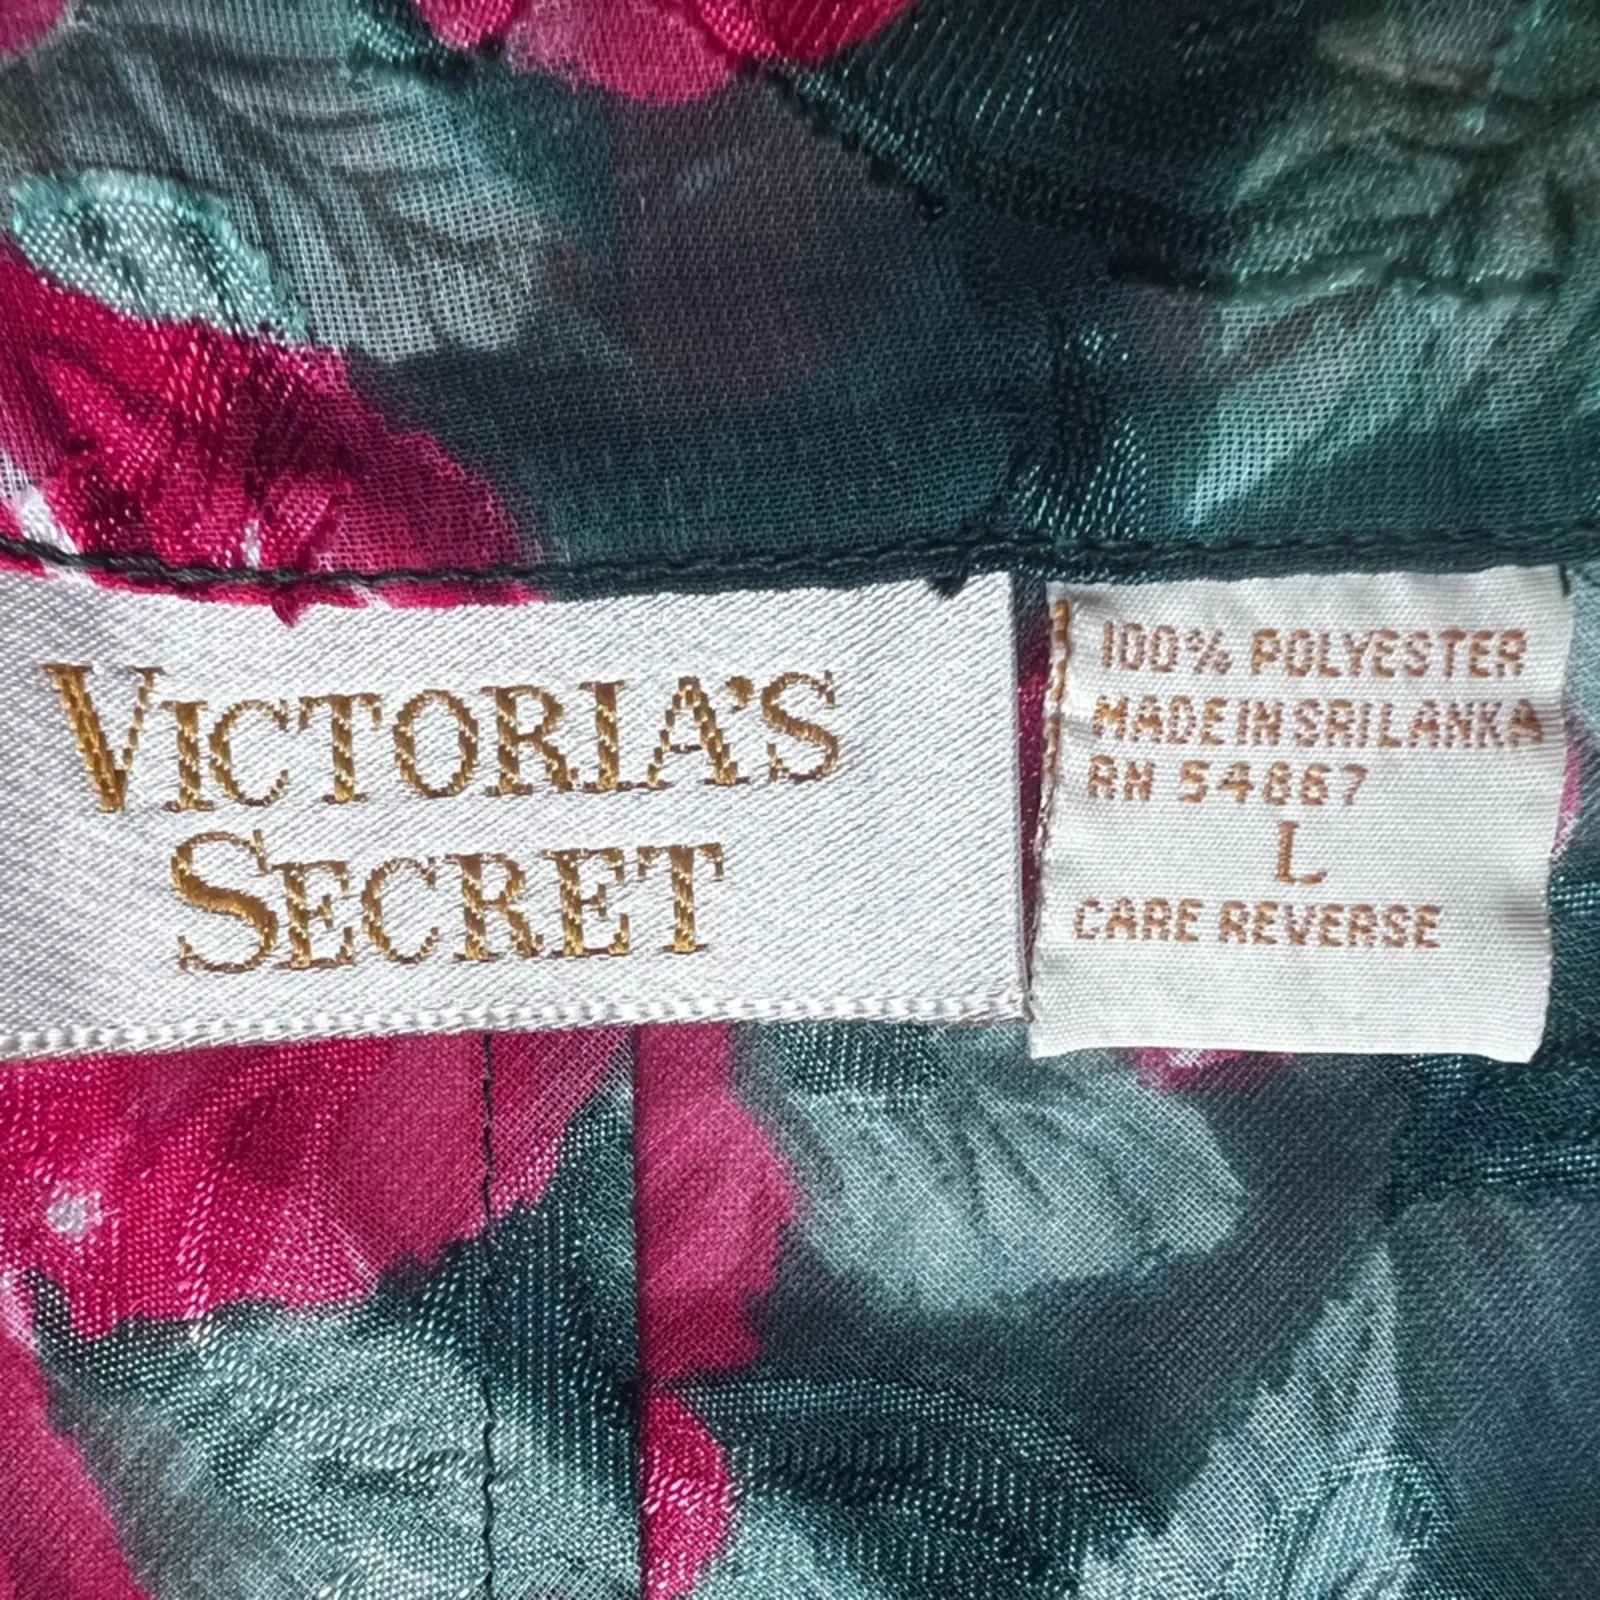 VICTORIA'S
SECRET
100% POLYESTER
MADE IN SRI LANKA
RN 54867
L
CARE REVERSE